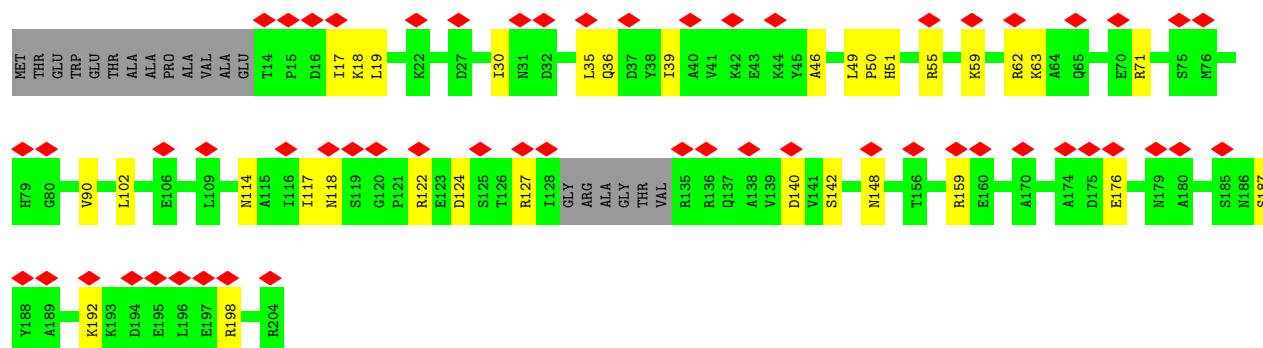 MET THR GLU TRP GLU THR ALA ALA PRO ALA VAL ALA GLU T14 P15 D16 I17 K18 L19 K22 D27 I30 N31 D32 L35 Q36 D37 Y38 I39 A40 V41 K42 E43 K44 Y45 A46 L49 P50 H51 R55 K59 R62 K63 A64 Q65 E70 R71 S75 M76
H79 G80 V90 L102 E106 L109 N114 A115 I116 I117 N118 S119 G120 P121 R122 E123 D124 S125 T126 R127 I128 GLY ARG ALA GLY THR VAL R135 R136 Q137 A138 V139 D140 V141 S142 N148 T156 R159 E160 A170 A174 D175 E176 N179 A180 S185 N186 S187
Y188 A189 K192 K193 D194 E195 L196 E197 R198 R204